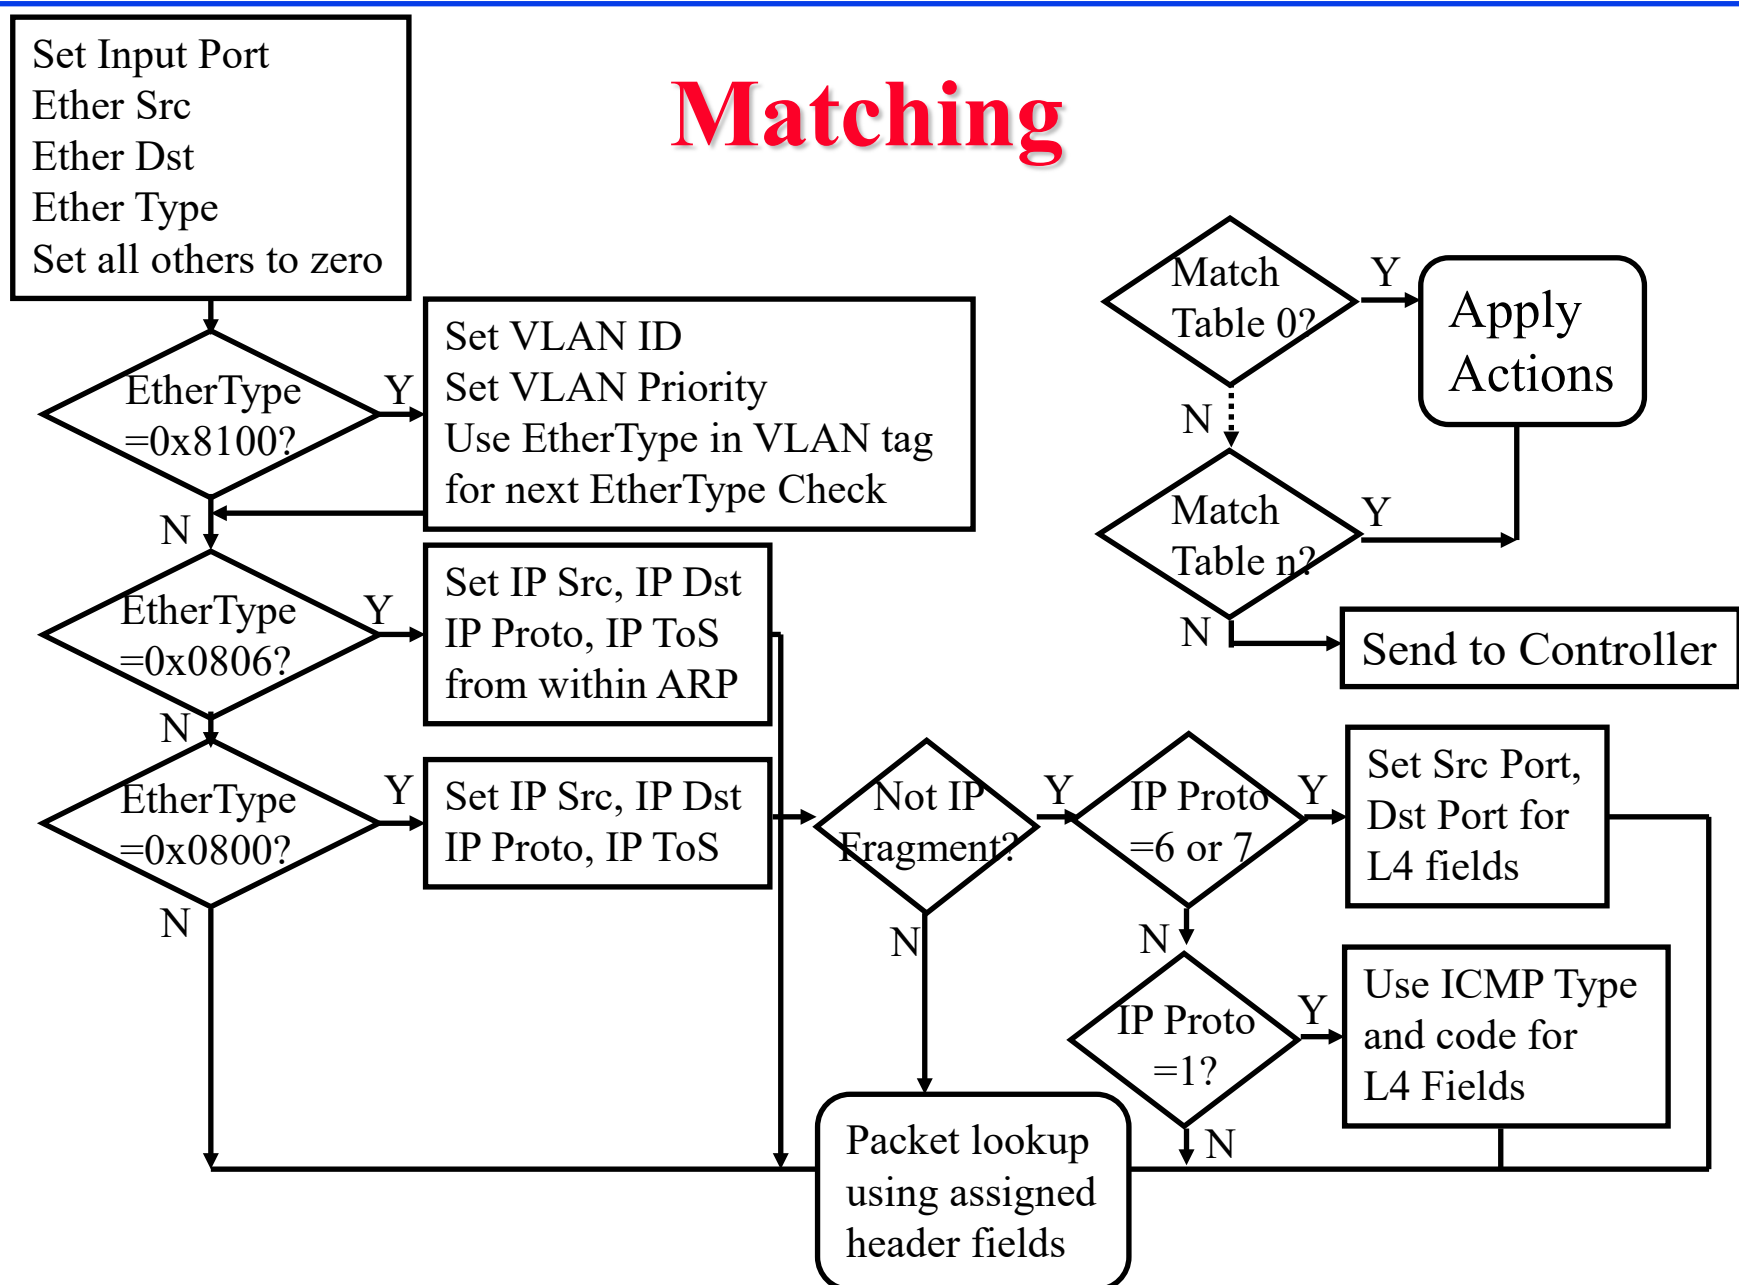 Matching
Set Input Port
Ether Src
Ether Dst
Ether Type
Set all others to zero
EtherType
=0x8100?
Y
N
Set VLAN ID
Set VLAN Priority
Use EtherType in VLAN tag
for next EtherType Check
EtherType
=0x0806?
Y
N
Set IP Src, IP Dst
IP Proto, IP ToS
from within ARP
EtherType
=0x0800?
Y
N
Set IP Src, IP Dst
IP Proto, IP ToS
Not IP
Fragment?
Y
N
IP Proto
=6 or 7
Y
N
Set Src Port,
Dst Port for
L4 fields
IP Proto
=1?
Y
N
Use ICMP Type
and code for
L4 Fields
Packet lookup
using assigned
header fields
Match
Table 0?
Y
N
Apply
Actions
Match
Table n?
Y
N
Send to Controller